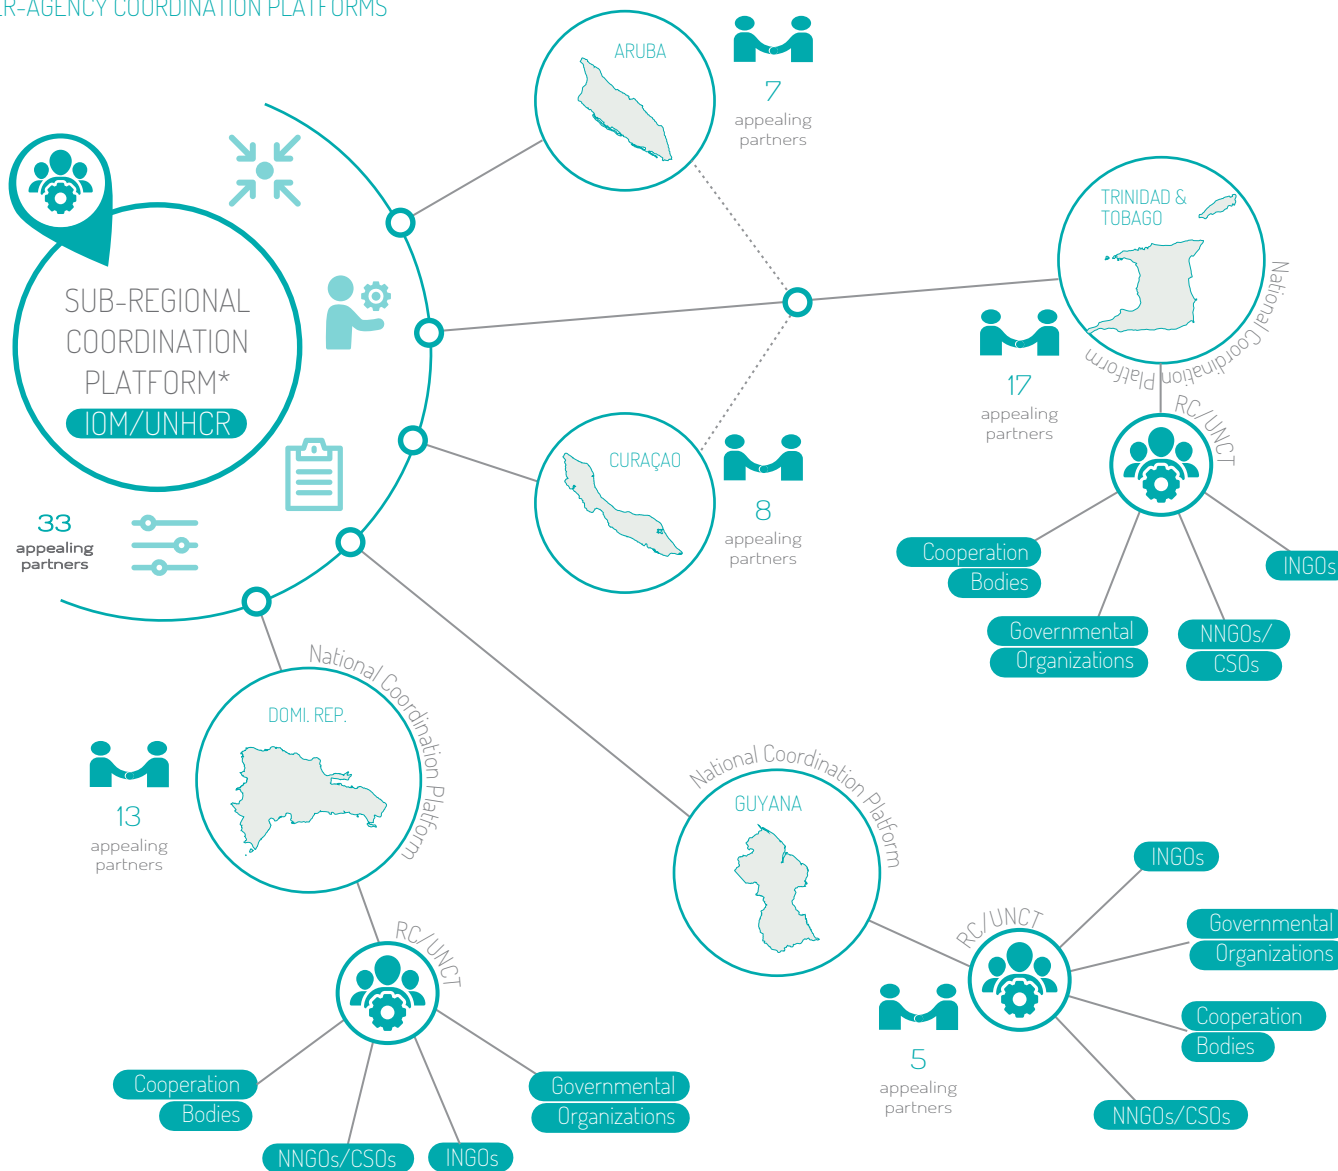 ER-AGENCY COORDINATION PLATFORMS
ARUBA
7
appealing
partners
TRINIDAD &
TOBAGO
National Coordination Platform
17
appealing
partners
RC/UNCT
Cooperation
Bodies
Governmental
Organizations
NNGOs/
CSOs
INGOs
SUB-REGIONAL
COORDINATION
PLATFORM*
IOM/UNHCR
33
appealing
partners
CURAÇAO
8
appealing
partners
National Coordination Platform
DOMI. REP.
13
appealing
partners
RC/UNCT
Cooperation
Bodies
NNGOs/CSOs
INGOs
Governmental
Organizations
National Coordination Platform
GUYANA
5
appealing
partners
RC/UNCT
INGOs
Governmental
Organizations
Cooperation
Bodies
NNGOs/CSOs